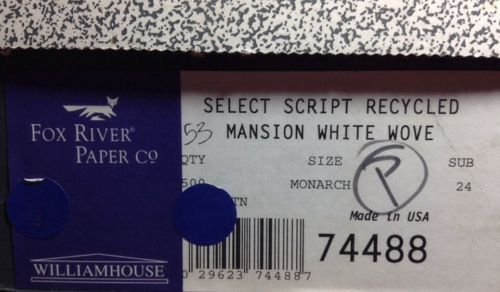 FOX RIVER®
PAPER CO
SELECT SCRIPT RECYCLED
53 MANSION WHITE WOVE
QTY SIZE SUB
500 MONARCH R 24
TN
Made in USA
74488
0 29623 74488 7
WILLIAMHOUSE